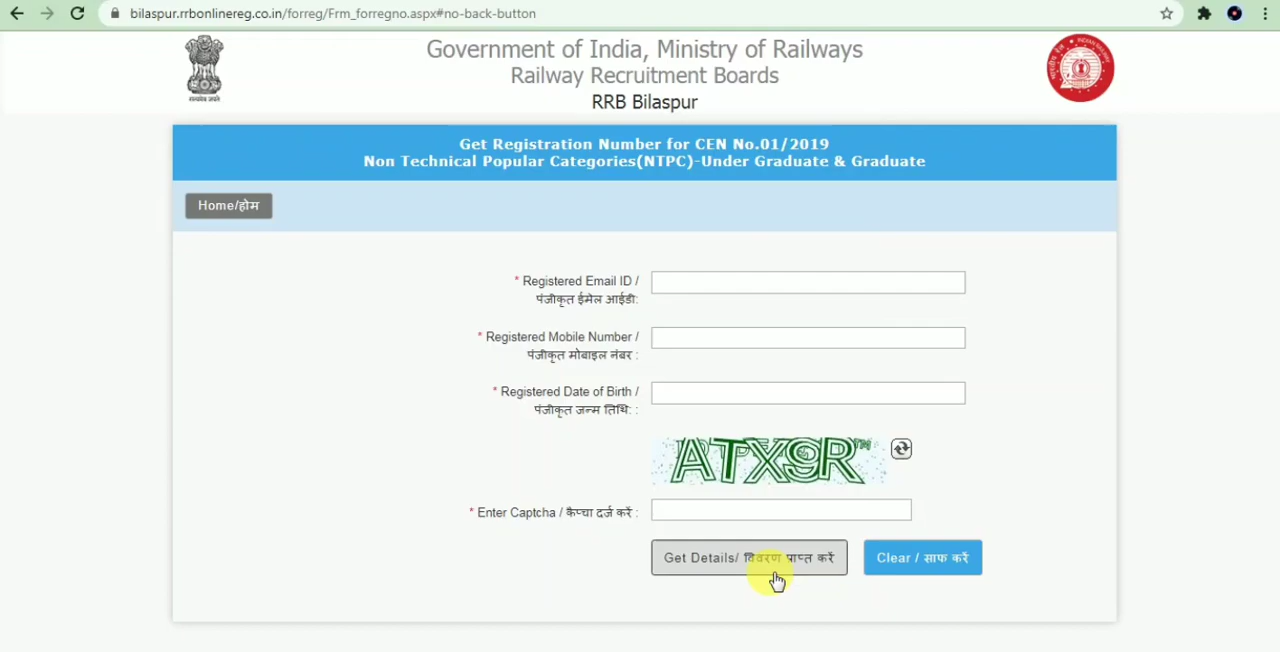 bilaspur.rrbonlinereg.co.in/forreg/Frm_forregno.aspx#no-back-button
Government of India, Ministry of Railways
Railway Recruitment Boards
RRB Bilaspur
Get Registration Number for CEN No.01/2019
Non Technical Popular Categories(NTPC)-Under Graduate & Graduate
Home/होम
* Registered Email ID /
पंजीकृत ईमेल आईडी:
* Registered Mobile Number /
पंजीकृत मोबाइल नंबर :
* Registered Date of Birth /
पंजीकृत जन्म तिथि: :
ATX9R
* Enter Captcha / कैप्चा दर्ज करें :
Get Details/ विवरण प्राप्त करें
Clear / साफ करें